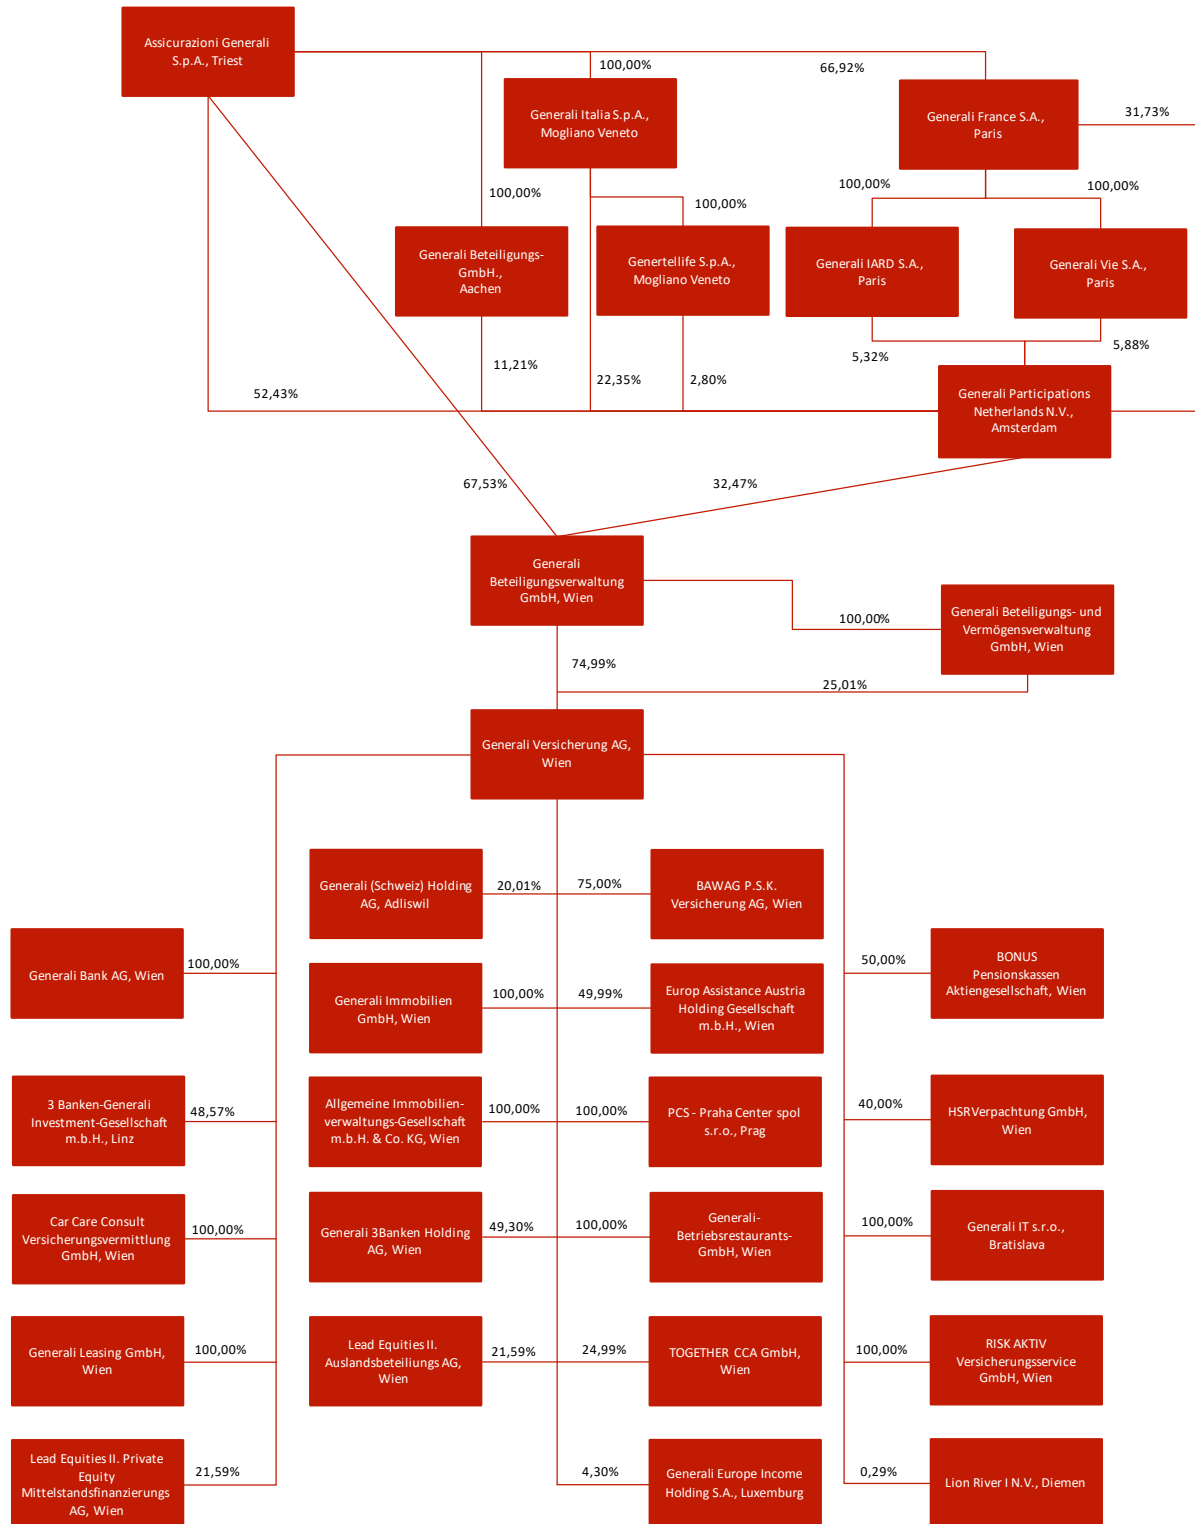 Assicurazioni Generali
S.p.A., Triest
100,00%
66,92%
Generali Italia S.p.A.,
Mogliano Veneto
Generali France S.A.,
Paris
31,73%
100,00%
100,00%
100,00%
100,00%
Generali Beteiligungs-
GmbH.,
Aachen
Genertellife S.p.A.,
Mogliano Veneto
Generali IARD S.A.,
Paris
Generali Vie S.A.,
Paris
52,43%
11,21%
22,35%
2,80%
5,32%
5,88%
Generali Participations
Netherlands N.V.,
Amsterdam
67,53%
32,47%
Generali
Beteiligungsverwaltung
GmbH, Wien
100,00%
Generali Beteiligungs- und
Vermögensverwaltung
GmbH, Wien
74,99%
25,01%
Generali Versicherung AG,
Wien
Generali (Schweiz) Holding
AG, Adliswil
20,01%
75,00%
BAWAG P.S.K.
Versicherung AG, Wien
Generali Bank AG, Wien
100,00%
Generali Immobilien
GmbH, Wien
100,00%
49,99%
Europ Assistance Austria
Holding Gesellschaft
m.b.H., Wien
50,00%
BONUS
Pensionskassen
Aktiengesellschaft, Wien
3 Banken-Generali
Investment-Gesellschaft
m.b.H., Linz
48,57%
Allgemeine Immobilien-
verwaltungs-Gesellschaft
m.b.H. & Co. KG, Wien
100,00%
100,00%
PCS - Praha Center spol
s.r.o., Prag
40,00%
HSRVerpachtung GmbH,
Wien
Car Care Consult
Versicherungsvermittlung
GmbH, Wien
100,00%
Generali 3Banken Holding
AG, Wien
49,30%
100,00%
Generali-
Betriebsrestaurants-
GmbH, Wien
100,00%
Generali IT s.r.o.,
Bratislava
Generali Leasing GmbH,
Wien
100,00%
Lead Equities II.
Auslandsbeteiliungs AG,
Wien
21,59%
24,99%
TOGETHER CCA GmbH,
Wien
100,00%
RISK AKTIV
Versicherungsservice
GmbH, Wien
Lead Equities II. Private
Equity
Mittelstandsfinanzierungs
AG, Wien
21,59%
4,30%
Generali Europe Income
Holding S.A., Luxemburg
0,29%
Lion River I N.V., Diemen